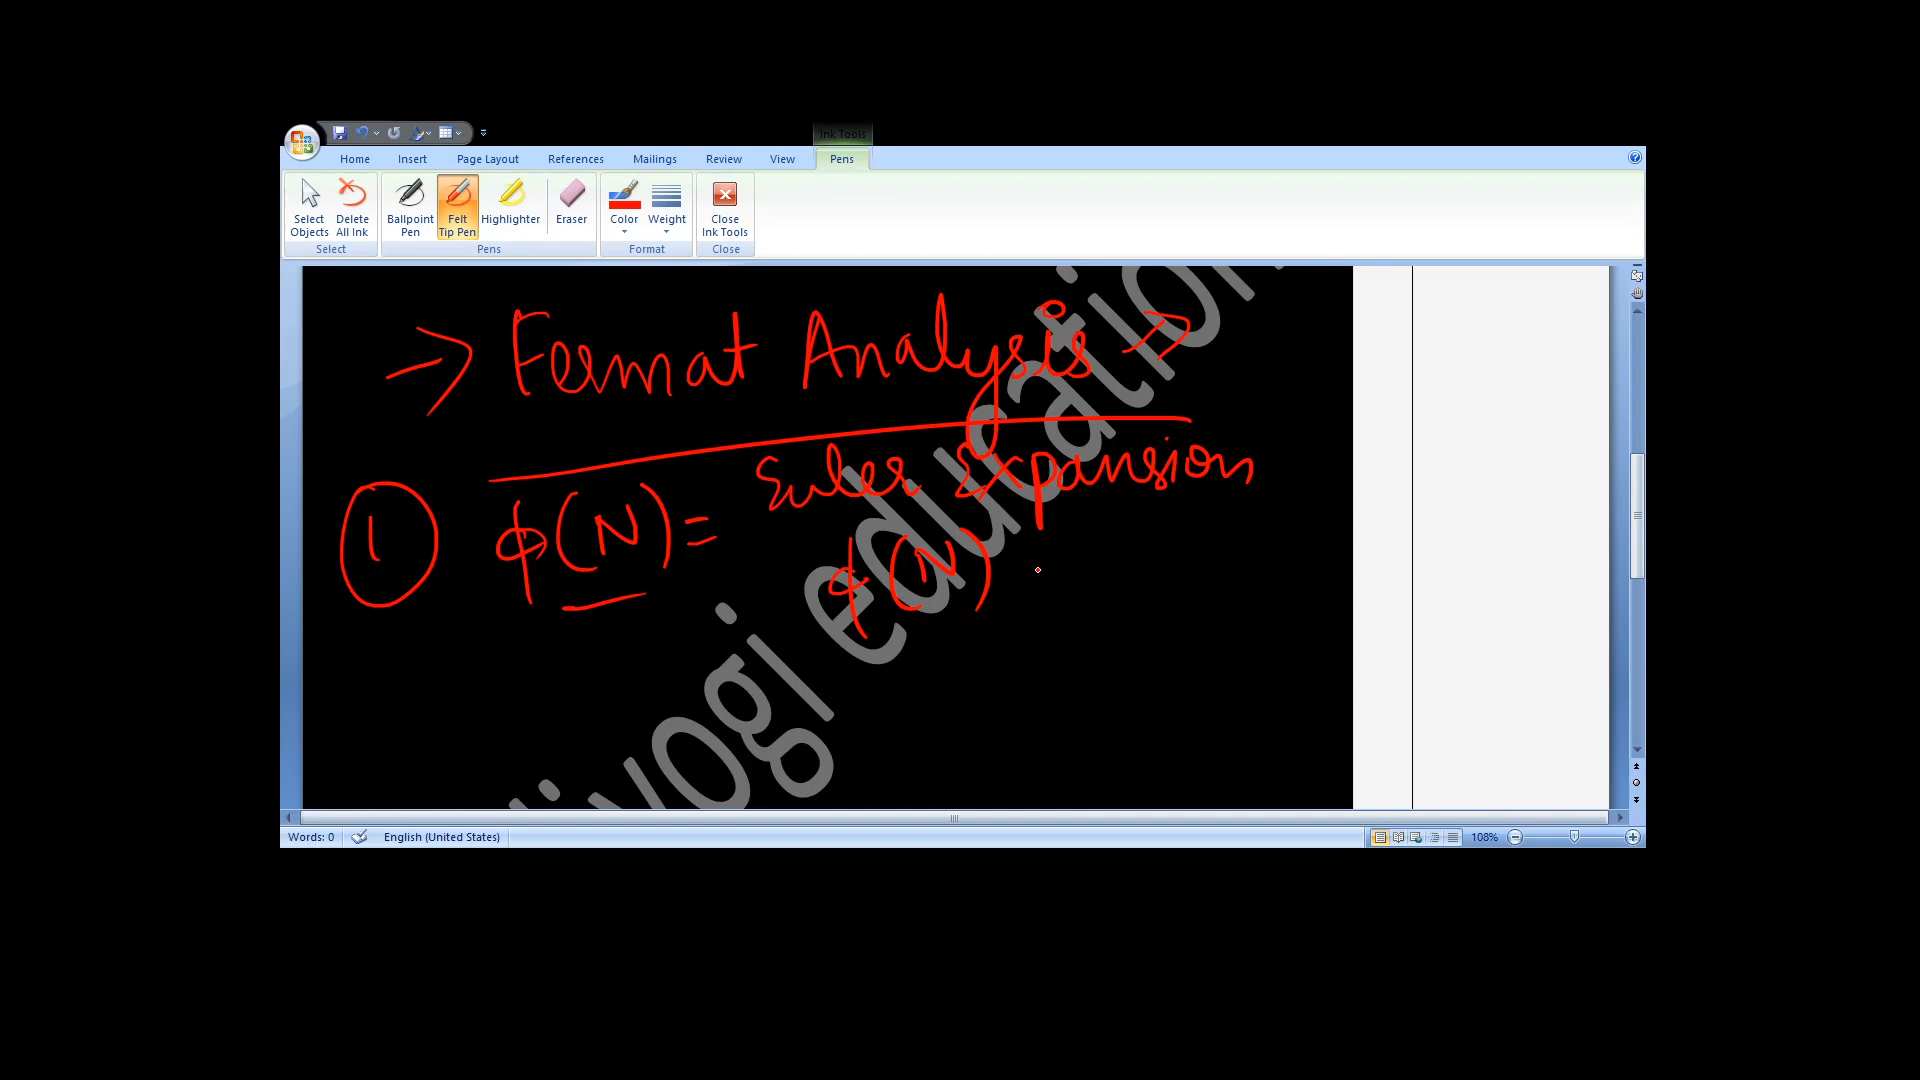 Ink Tools
Home Insert Page Layout References Mailings Review View Pens
Select Objects Delete All Ink Ballpoint Pen Felt Tip Pen Highlighter Eraser Color Weight Close Ink Tools
Select Pens Format Close
→ Fermat Analysis →
Euler Expansion
1 φ(N) =
φ(N)
iyogi education
Words: 0 English (United States) 108%